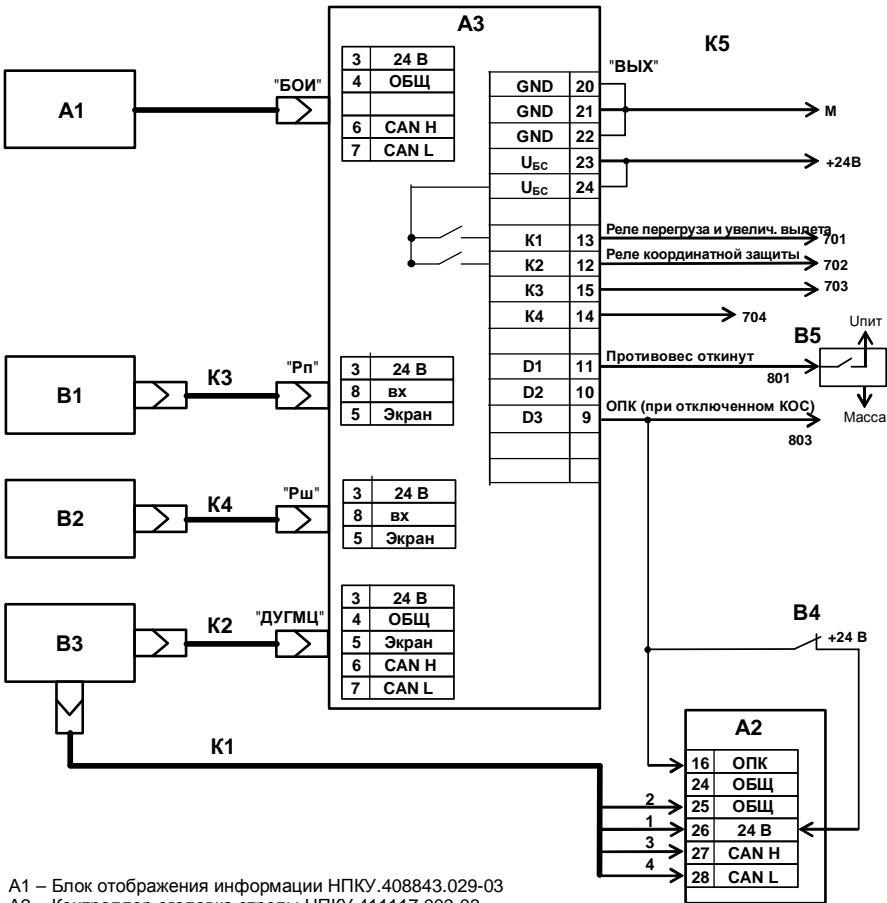 А3
К5
А1
"БОИ"
3 24 В
4 ОБЩ
6 CAN H
7 CAN L
"ВЫХ"
GND 20
GND 21
GND 22
М
UБС 23
+24В
UБС 24
К1 13
Реле перегруза и увелич. вылета
701
К2 12
Реле координатной защиты
702
К3 15
703
К4 14
704
В1
К3
"Рп"
3 24 В
8 вх
5 Экран
D1 11
Противовес откинут
801
В5
Uпит
Масса
D2 10
D3 9
ОПК (при отключенном КОС)
803
В2
К4
"Рш"
3 24 В
8 вх
5 Экран
В3
К2
"ДУГМЦ"
3 24 В
4 ОБЩ
5 Экран
6 CAN H
7 CAN L
В4
+24 В
К1
А2
16 ОПК
24 ОБЩ
2 25 ОБЩ
1 26 24 В
3 27 CAN H
4 28 CAN L
А1 – Блок отображения информации НПКУ.408843.029-03